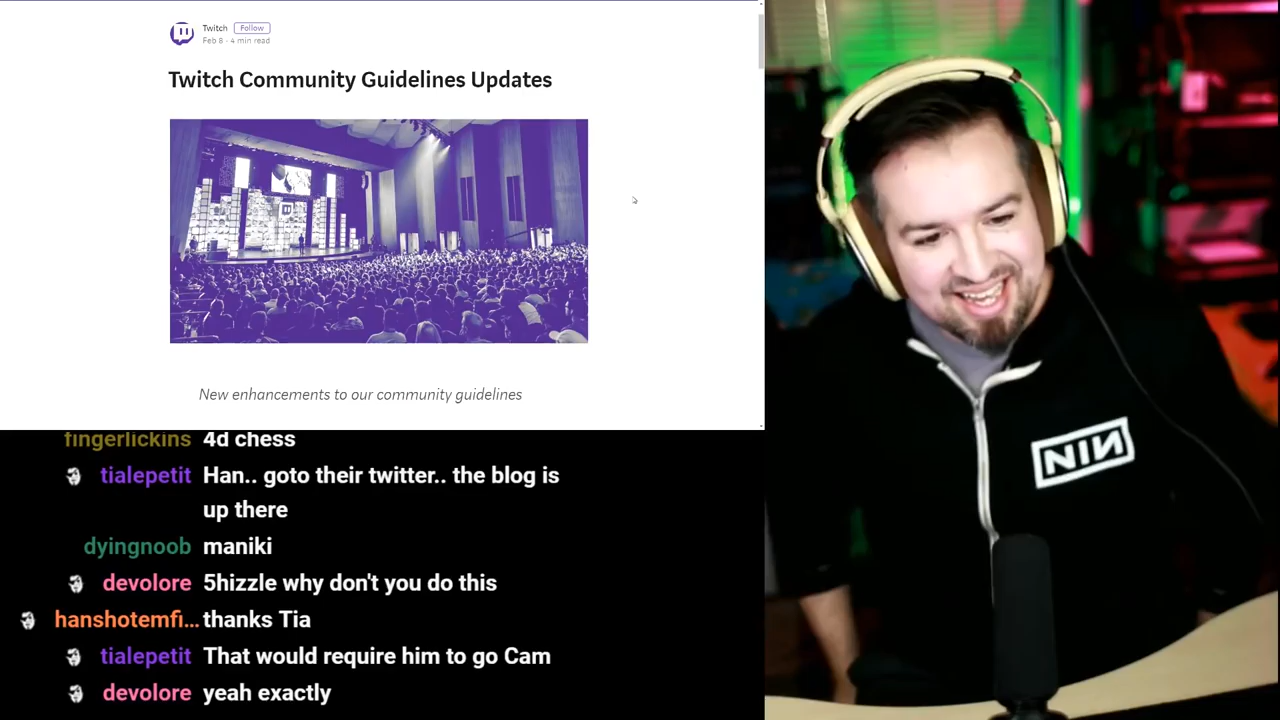 Twitch Follow
Feb 8 · 4 min read
Twitch Community Guidelines Updates
New enhancements to our community guidelines
fingerlickins 4d chess
tialepetit Han.. goto their twitter.. the blog is
up there
dyingnoob maniki
devolore 5hizzle why don't you do this
hanshotemfi... thanks Tia
tialepetit That would require him to go Cam
devolore yeah exactly
NIN